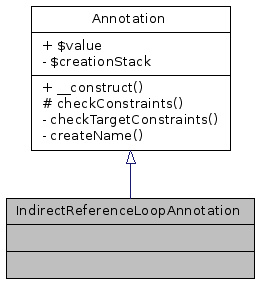 Annotation
+ $value
- $creationStack
+ __construct()
# checkConstraints()
- checkTargetConstraints()
- createName()
IndirectReferenceLoopAnnotation